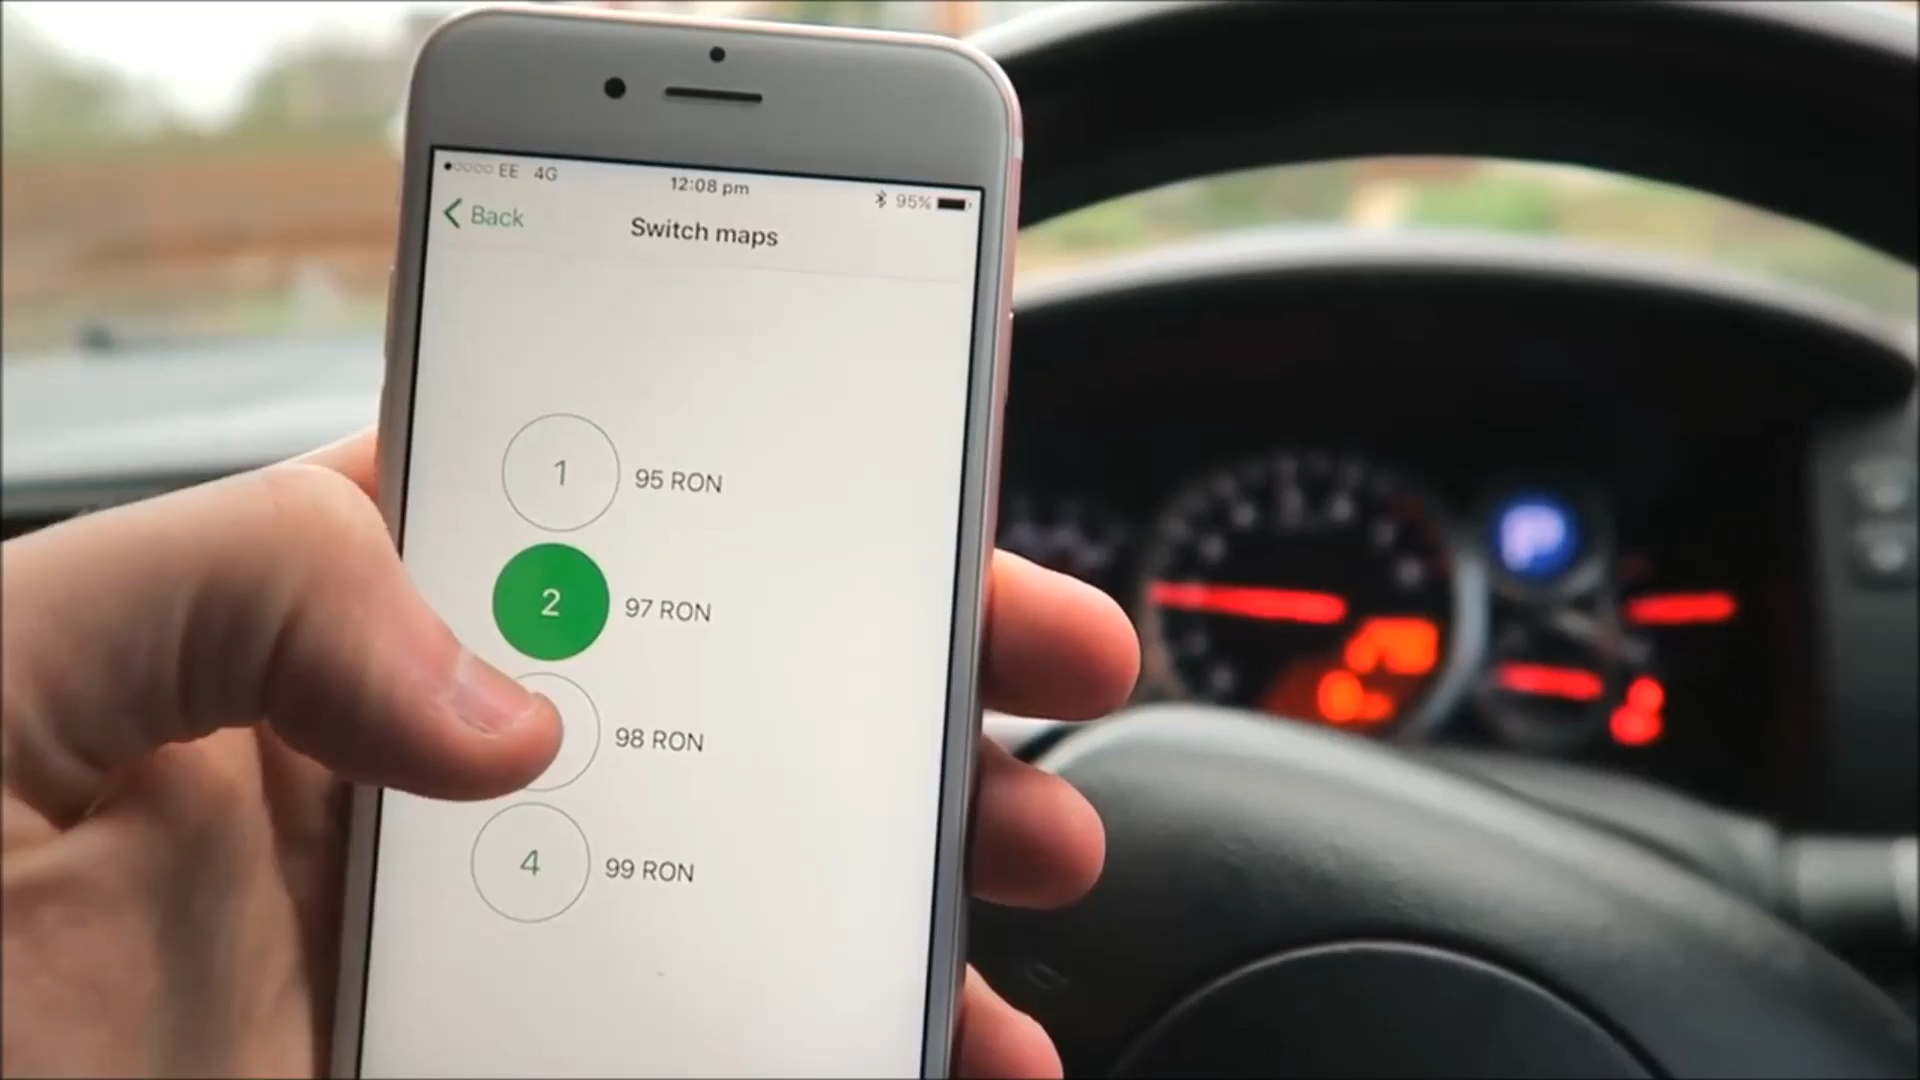 EE 4G 12:08 pm 95%
Back Switch maps
1 95 RON
2 97 RON
98 RON
4 99 RON
P